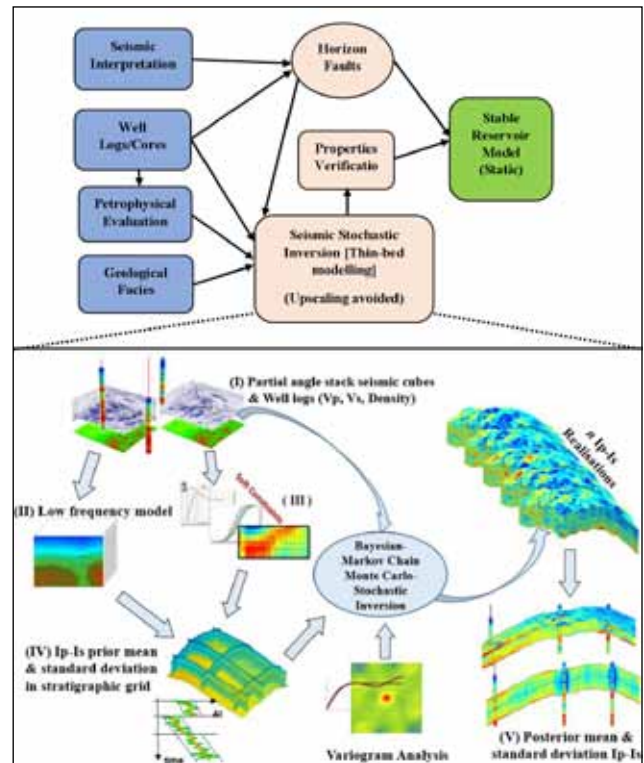 Seismic
Interpretation
Horizon
Faults
Well
Logs/Cores
Stable
Reservoir
Model
(Static)
Properties
Verificatio
Petrophysical
Evaluation
Seismic Stochastic
Inversion [Thin-bed
modelling]
(Upscaling avoided)
Geological
Facies
(I) Partial angle stack seismic cubes
& Well logs (Vp, Vs, Density)
n Ip-Is
Realisations
(II) Low frequency model
( III )
Bayesian-
Markov Chain
Monte Carlo-
Stochastic
Inversion
(IV) Ip-Is prior mean
& standard deviation
in stratigraphic grid
AI
time
Variogram Analysis
(V) Posterior mean &
standard deviation Ip-Is